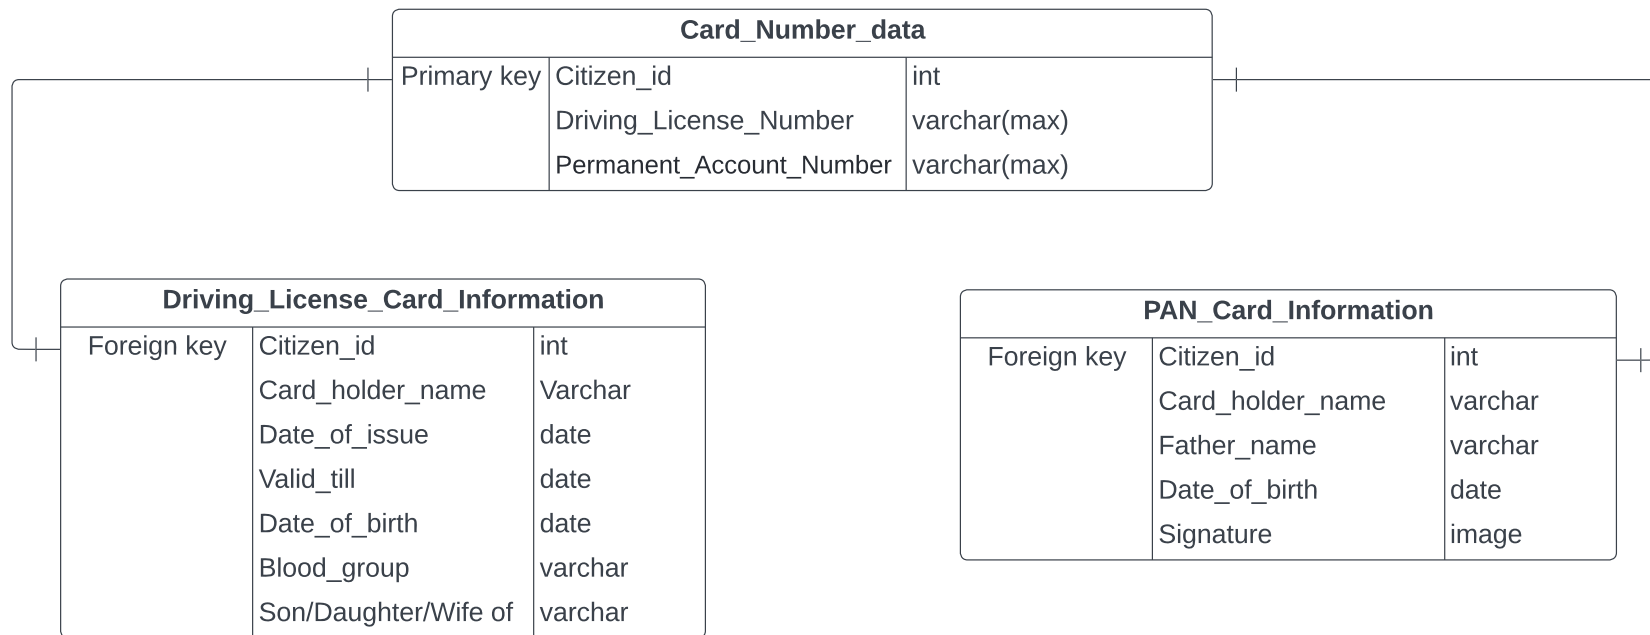 Card_Number_data
Primary key Citizen_id int
Driving_License_Number varchar(max)
Permanent_Account_Number varchar(max)
Driving_License_Card_Information
Foreign key Citizen_id int
Card_holder_name Varchar
Date_of_issue date
Valid_till date
Date_of_birth date
Blood_group varchar
Son/Daughter/Wife of varchar
PAN_Card_Information
Foreign key Citizen_id int
Card_holder_name varchar
Father_name varchar
Date_of_birth date
Signature image